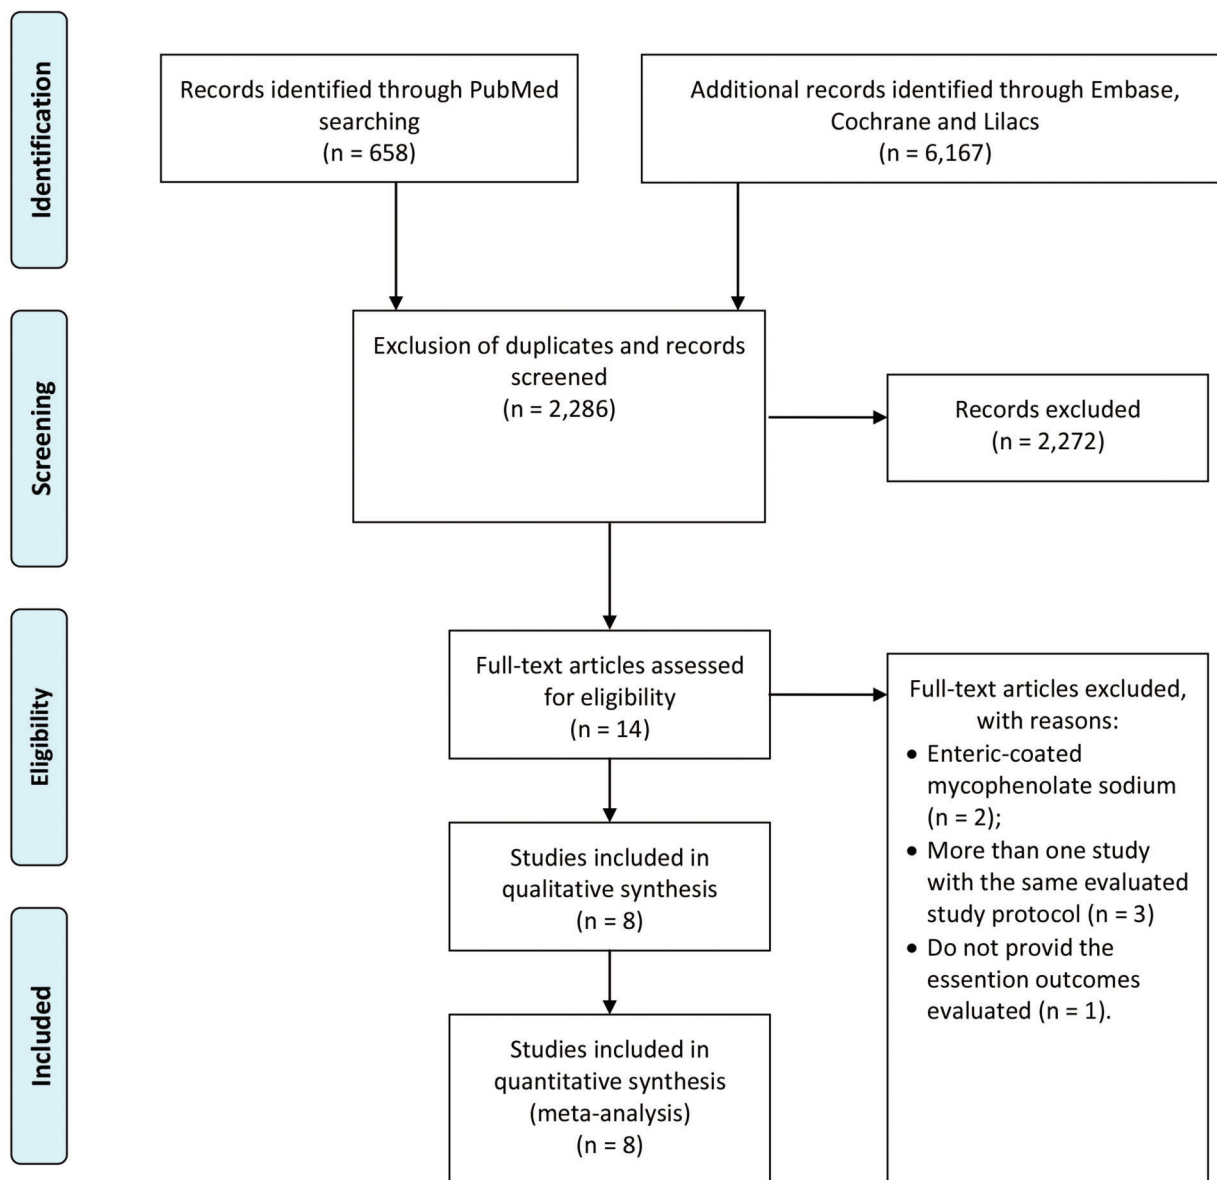 Identification
Records identified through PubMed
searching
(n = 658)
Additional records identified through Embase,
Cochrane and Lilacs
(n = 6,167)
Screening
Exclusion of duplicates and records
screened
(n = 2,286)
Records excluded
(n = 2,272)
Eligibility
Full-text articles assessed
for eligibility
(n = 14)
Full-text articles excluded,
with reasons:
• Enteric-coated
mycophenolate sodium
(n = 2);
• More than one study
with the same evaluated
study protocol (n = 3)
• Do not provid the
essention outcomes
evaluated (n = 1).
Studies included in
qualitative synthesis
(n = 8)
Included
Studies included in
quantitative synthesis
(meta-analysis)
(n = 8)